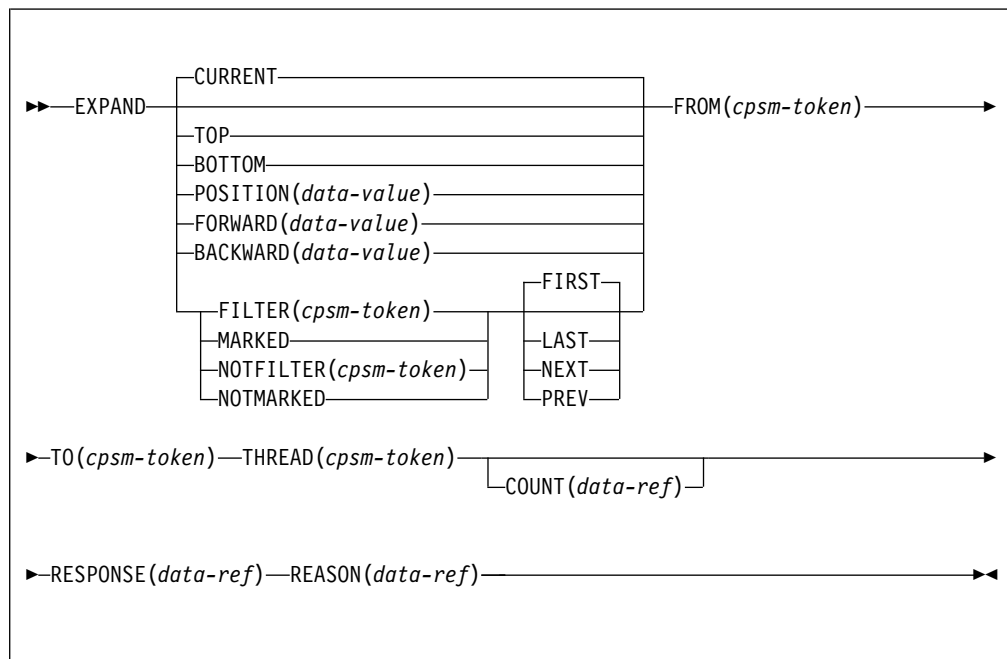 CURRENT
EXPAND FROM(cpsm-token)
TOP
BOTTOM
POSITION(data-value)
FORWARD(data-value)
BACKWARD(data-value)
FIRST
FILTER(cpsm-token)
MARKED LAST
NOTFILTER(cpsm-token) NEXT
NOTMARKED PREV
TO(cpsm-token) THREAD(cpsm-token)
COUNT(data-ref)
RESPONSE(data-ref) REASON(data-ref)